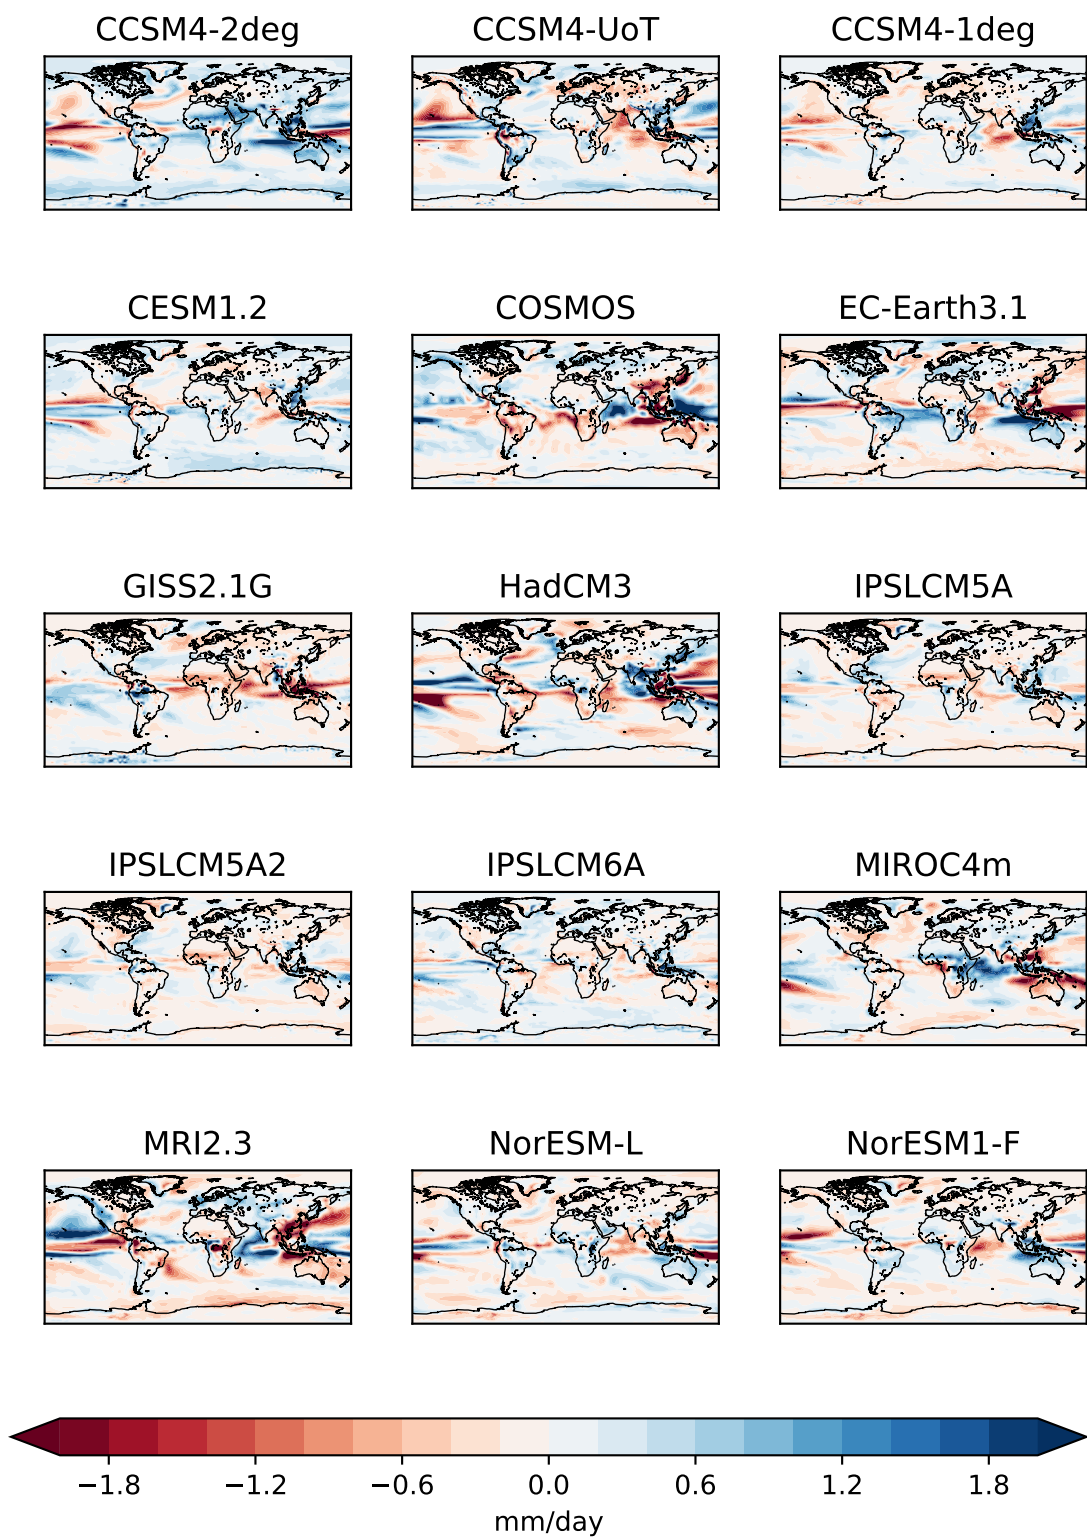 CCSM4-2deg CCSM4-UoT CCSM4-1deg
CESM1.2 COSMOS EC-Earth3.1
GISS2.1G HadCM3 IPSLCM5A
IPSLCM5A2 IPSLCM6A MIROC4m
MRI2.3 NorESM-L NorESM1-F
−1.8 −1.2 −0.6 0.0 0.6 1.2 1.8
mm/day